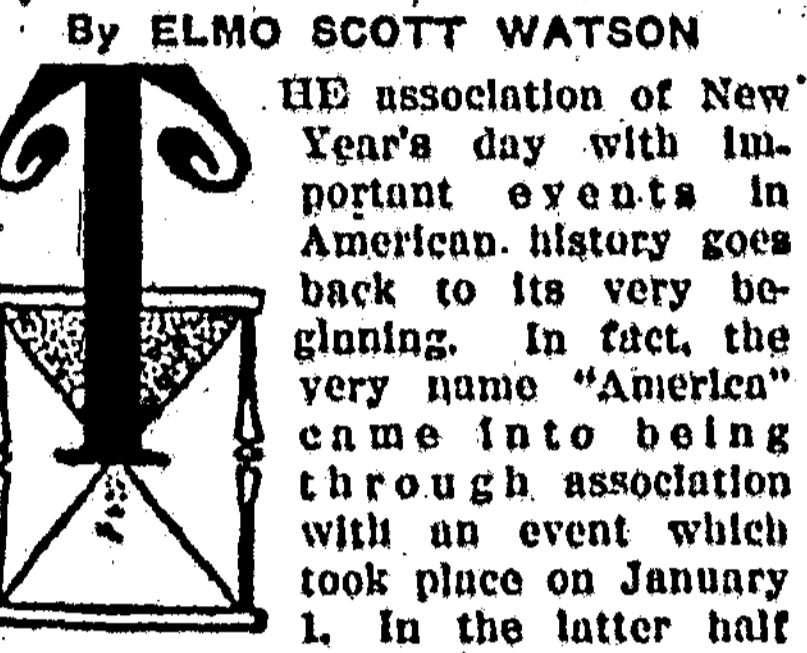 By ELMO SCOTT WATSON
THE association of New
Year's day with im-
portant events in
American history goes
back to its very be-
ginning. In fact, the
very name "America"
came into being
through association
with an event which
took place on January
1. In the latter half